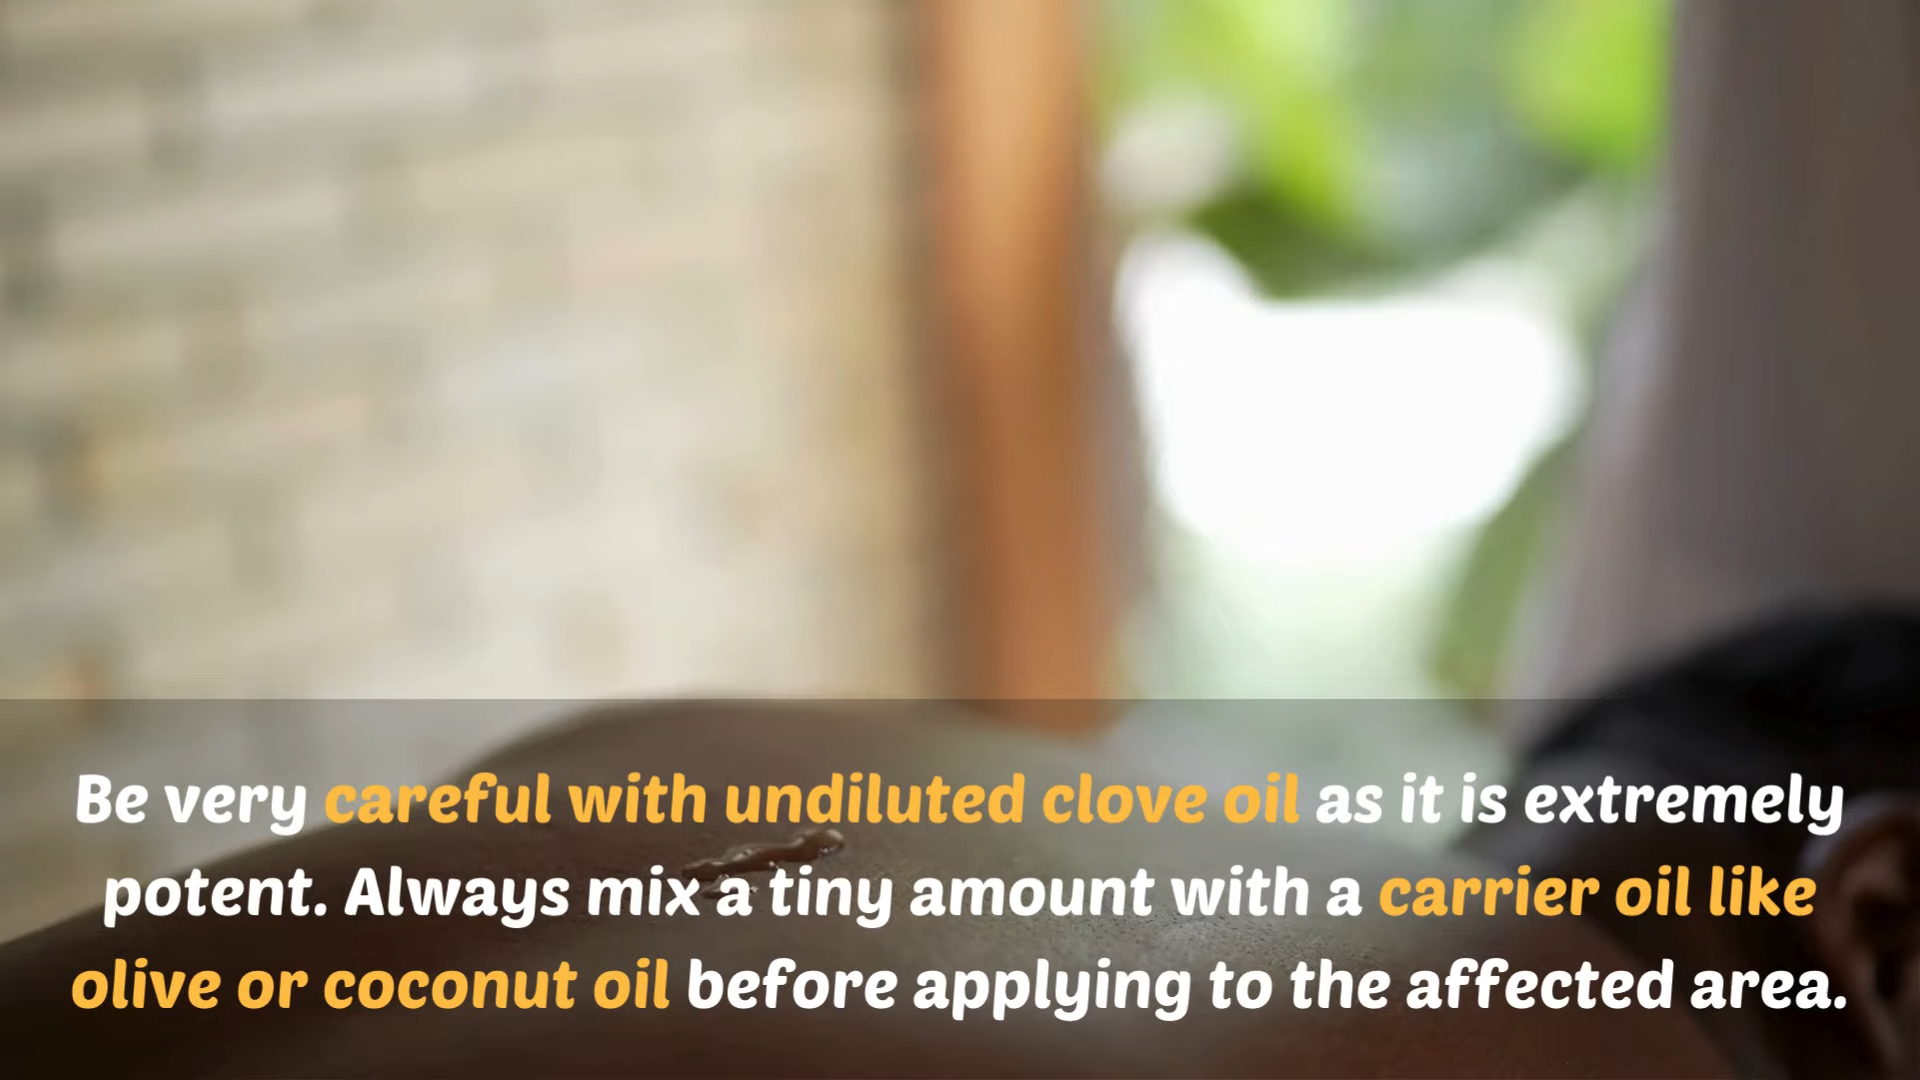 Be very careful with undiluted clove oil as it is extremely
potent. Always mix a tiny amount with a carrier oil like
olive or coconut oil before applying to the affected area.